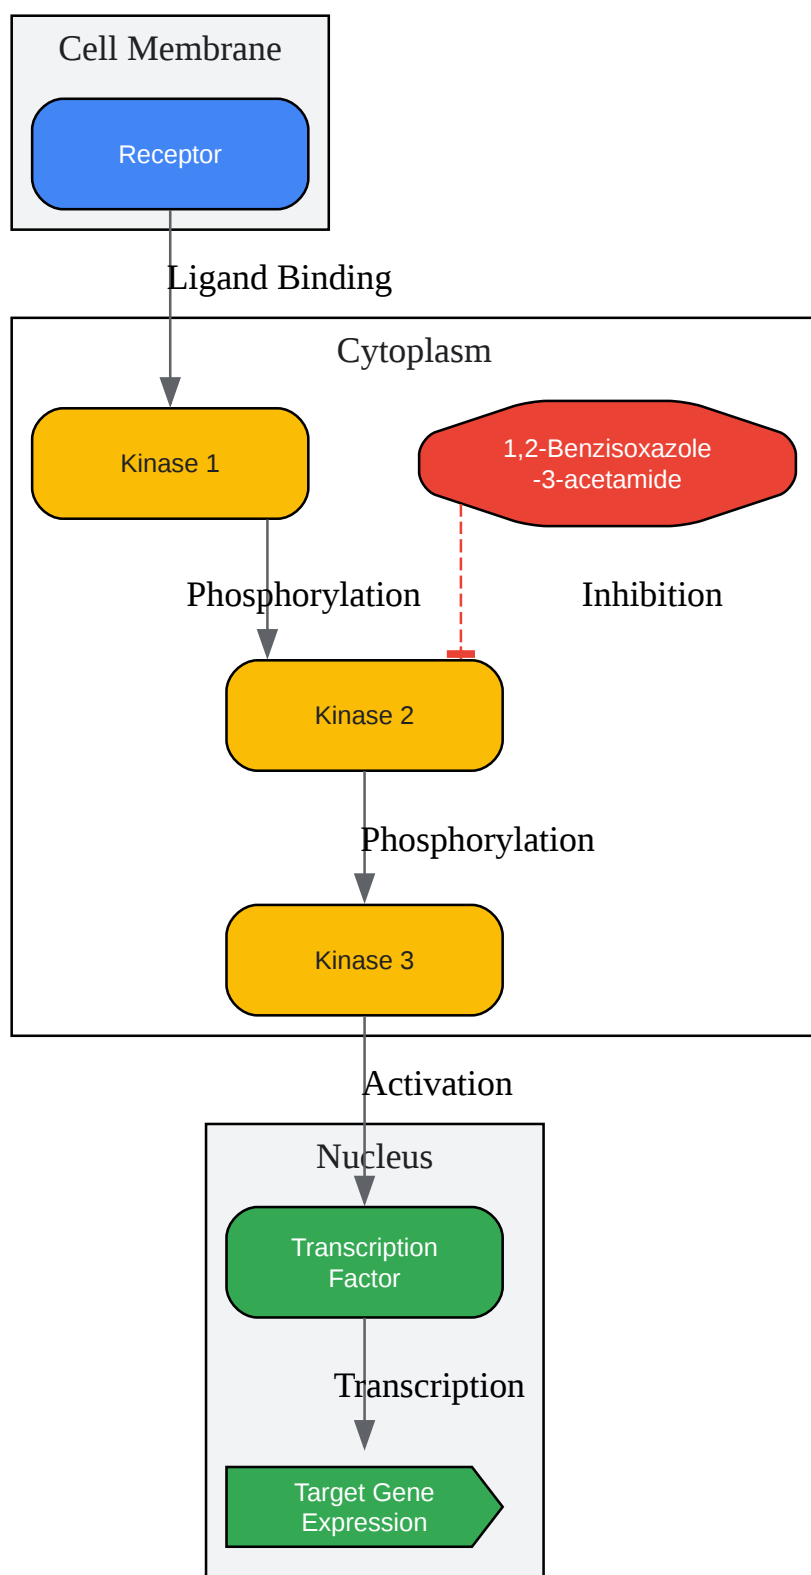 Cell Membrane
Receptor
Ligand Binding
Cytoplasm
Kinase 1
1,2-Benzisoxazole
-3-acetamide
Phosphorylation
Inhibition
Kinase 2
Phosphorylation
Kinase 3
Activation
Nucleus
Transcription
Factor
Transcription
Target Gene
Expression